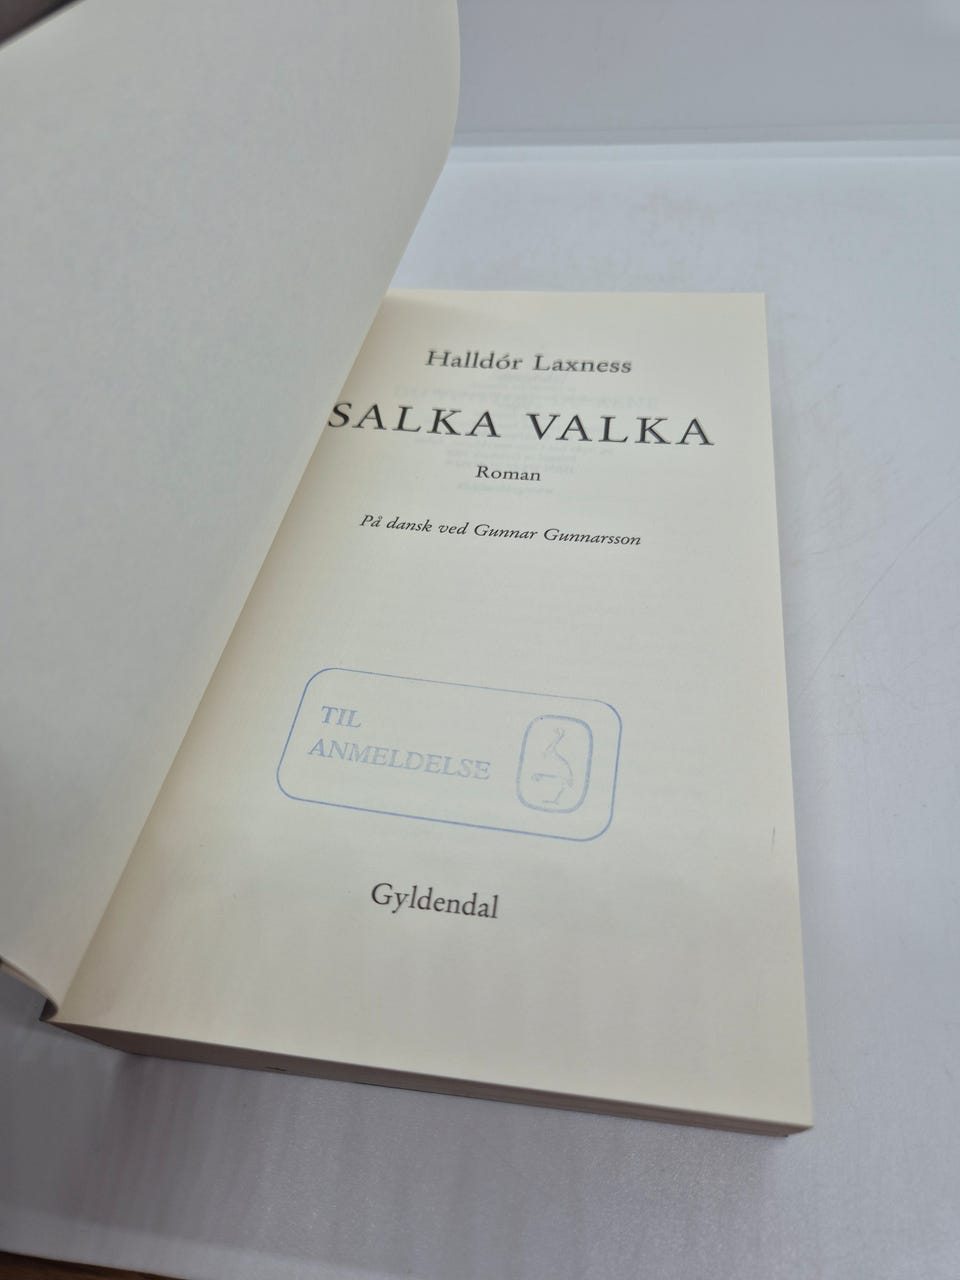 Halldór Laxness
SALKA VALKA
Roman
På dansk ved Gunnar Gunnarsson
TIL
ANMELDELSE
Gyldendal